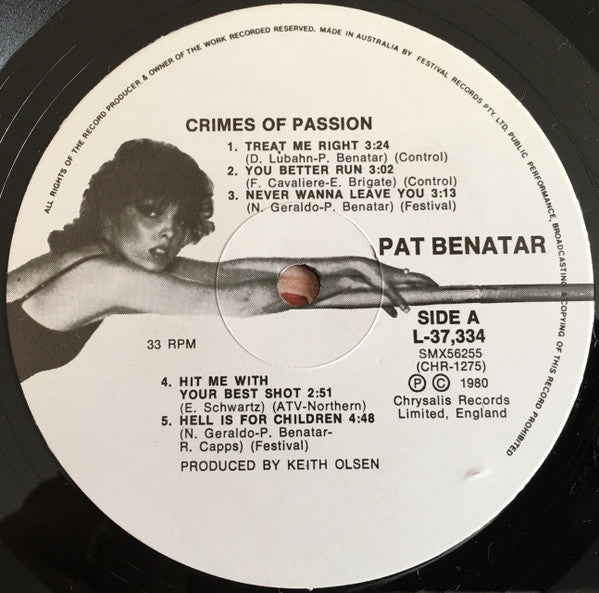 ALL RIGHTS OF THE RECORD PRODUCER & OWNER OF THE WORK RECORDED RESERVED. MADE IN AUSTRALIA BY FESTIVAL RECORDS PTY. LTD. PUBLIC PERFORMANCE, BROADCASTING & COPYING OF THIS RECORD PROHIBITED
CRIMES OF PASSION
1. TREAT ME RIGHT 3:24
(D. Lubahn-P. Benatar) (Control)
2. YOU BETTER RUN 3:02
(F. Cavaliere-E. Brigate) (Control)
3. NEVER WANNA LEAVE YOU 3:13
(N. Geraldo-P. Benatar) (Festival)
PAT BENATAR
SIDE A
L-37,334
SMX56255
(CHR-1275)
Ⓟ © 1980
Chrysalis Records
Limited, England
33 RPM
4. HIT ME WITH
YOUR BEST SHOT 2:51
(E. Schwartz) (ATV-Northern)
5. HELL IS FOR CHILDREN 4:48
(N. Geraldo-P. Benatar-
R. Capps) (Festival)
PRODUCED BY KEITH OLSEN